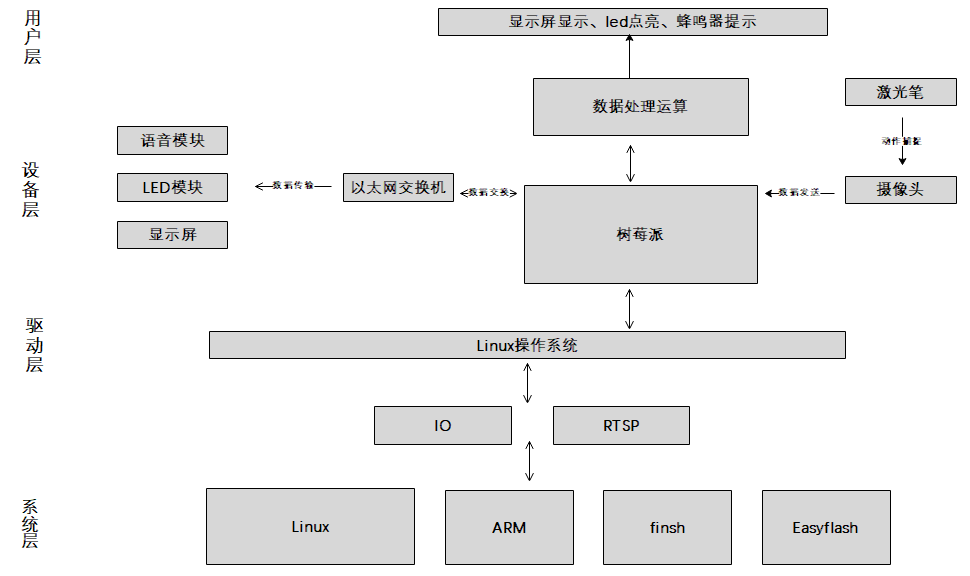 用户层
显示屏显示、led点亮、蜂鸣器提示
数据处理运算
激光笔
动作捕捉
语音模块
设备层
LED模块
数据传输
以太网交换机
数据交换
数据发送
摄像头
显示屏
树莓派
驱动层
Linux操作系统
IO
RTSP
系统层
Linux
ARM
finsh
Easyflash